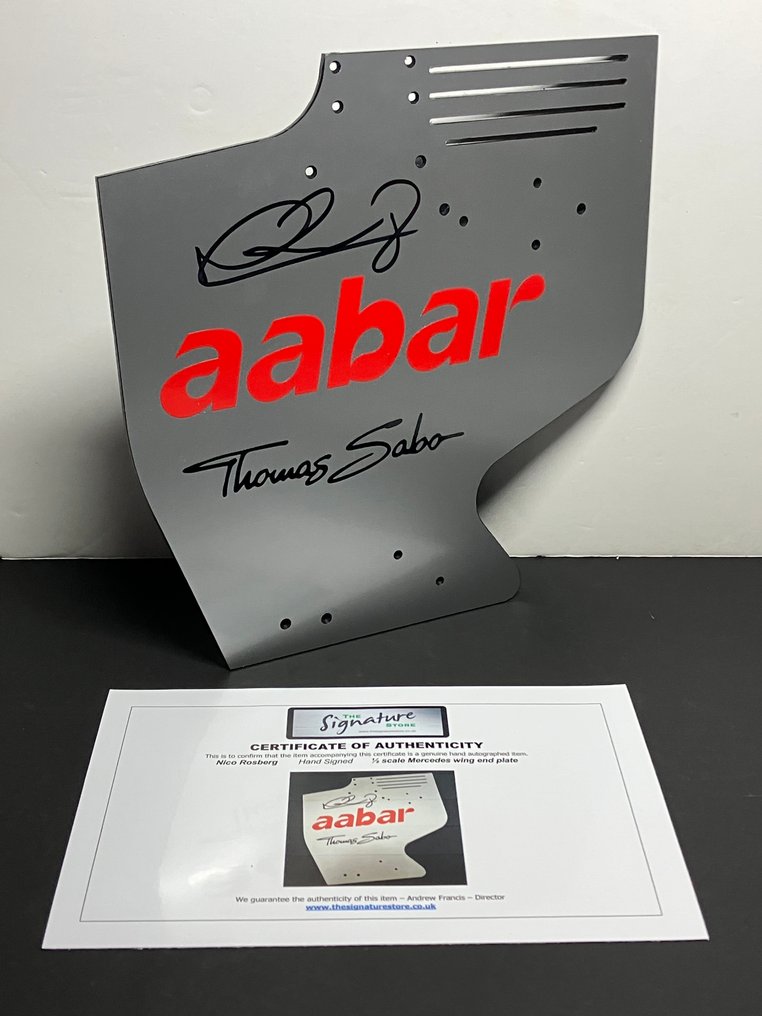 aabar
Thomas Sabo
THE
Signature
STORE
CERTIFICATE OF AUTHENTICITY
This is to confirm that the item accompanying this certificate is a genuine hand autographed item.
Nico Rosberg Hand Signed ½ scale Mercedes wing end plate
aabar
Thomas Sabo
We guarantee the authenticity of this item – Andrew Francis – Director
www.thesignaturestore.co.uk